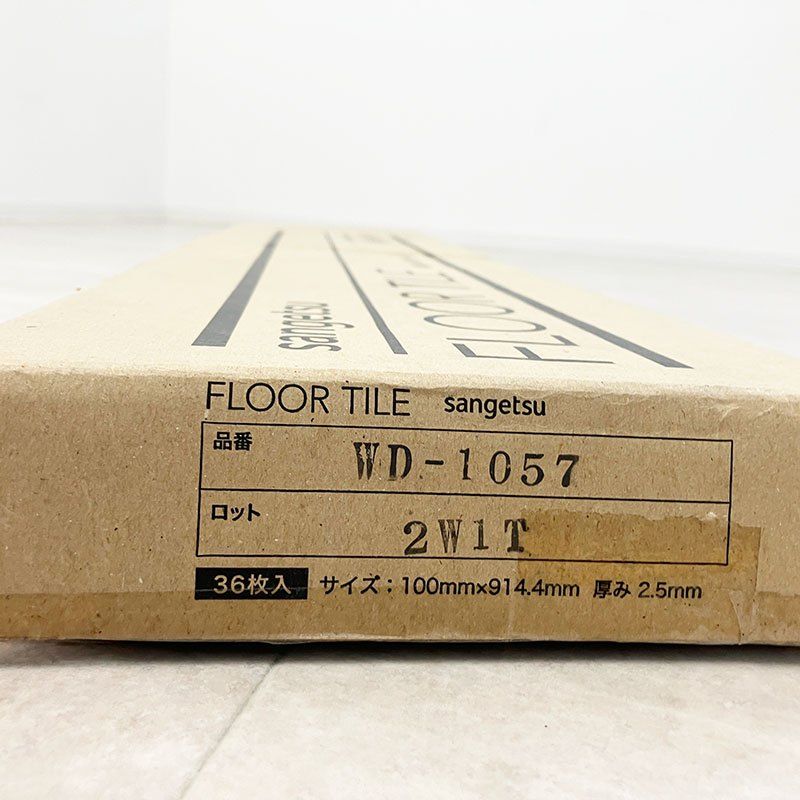 sangetsu
FLOOR TILE
FLOOR TILE sangetsu
品番 WD-1057
ロット 2W1T
36枚入 サイズ：100mm×914.4mm 厚み 2.5mm